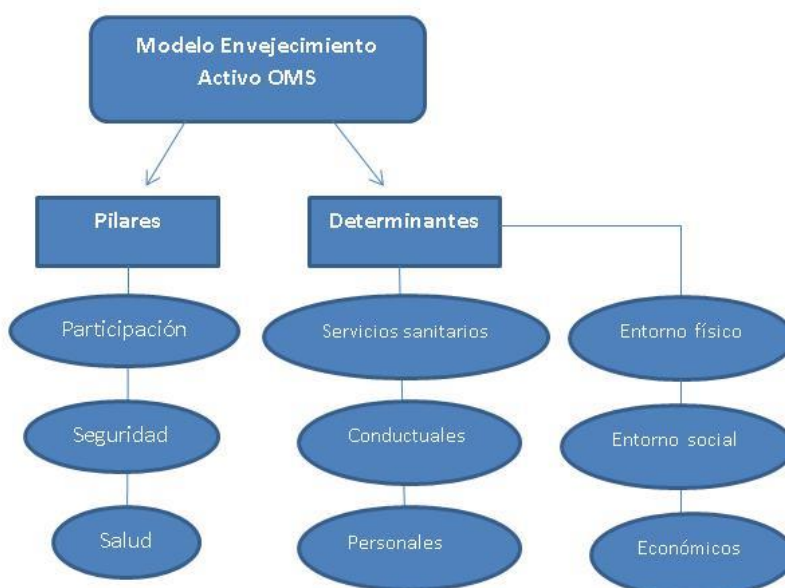 Modelo Envejecimiento
Activo OMS
Pilares
Determinantes
Participación
Servicios sanitarios
Entorno físico
Seguridad
Conductuales
Entorno social
Salud
Personales
Económicos